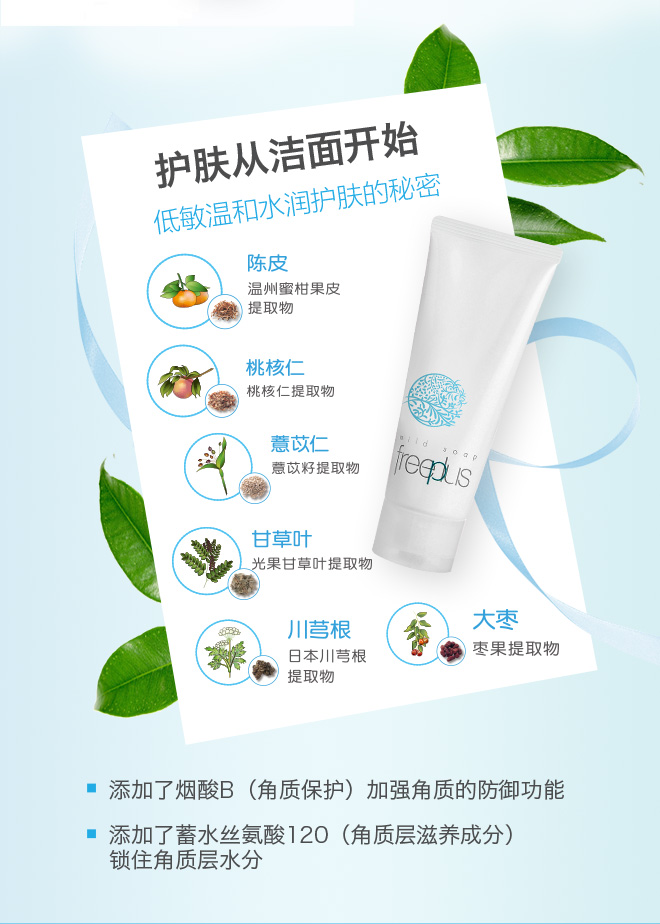 护肤从洁面开始
低敏温和水润护肤的秘密
陈皮
温州蜜柑果皮
提取物
桃核仁
桃核仁提取物
薏苡仁
薏苡籽提取物
甘草叶
光果甘草叶提取物
川芎根
日本川芎根
提取物
大枣
枣果提取物
mild soap
freeplus
添加了烟酸B（角质保护）加强角质的防御功能
添加了蓄水丝氨酸120（角质层滋养成分）
锁住角质层水分